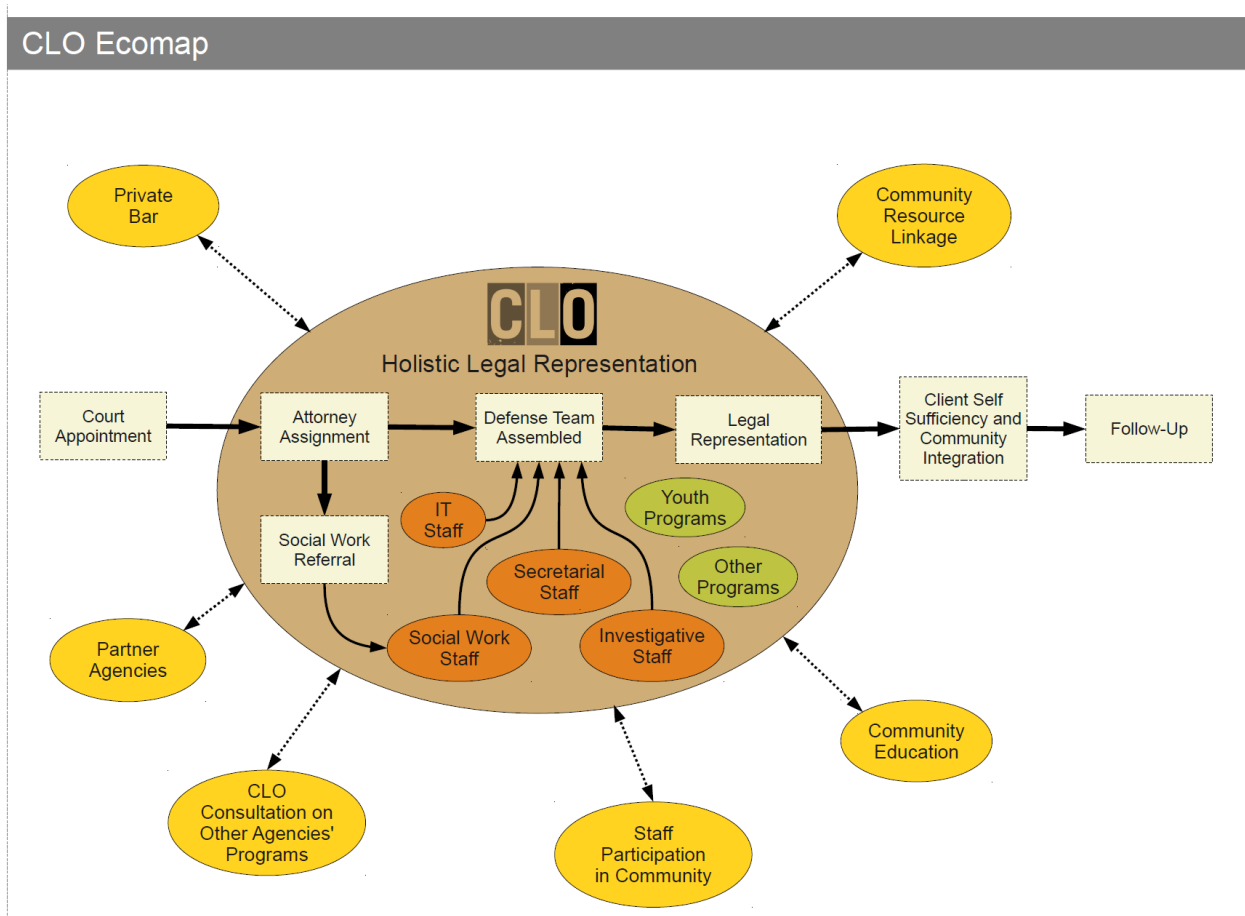 CLO Ecomap
Private
Bar
Community
Resource
Linkage
CLO
Holistic Legal Representation
Court
Appointment
Attorney
Assignment
Defense Team
Assembled
Legal
Representation
Client Self
Sufficiency and
Community
Integration
Follow-Up
IT
Staff
Youth
Programs
Social Work
Referral
Secretarial
Staff
Other
Programs
Social Work
Staff
Investigative
Staff
Partner
Agencies
Community
Education
CLO
Consultation on
Other Agencies'
Programs
Staff
Participation
in Community